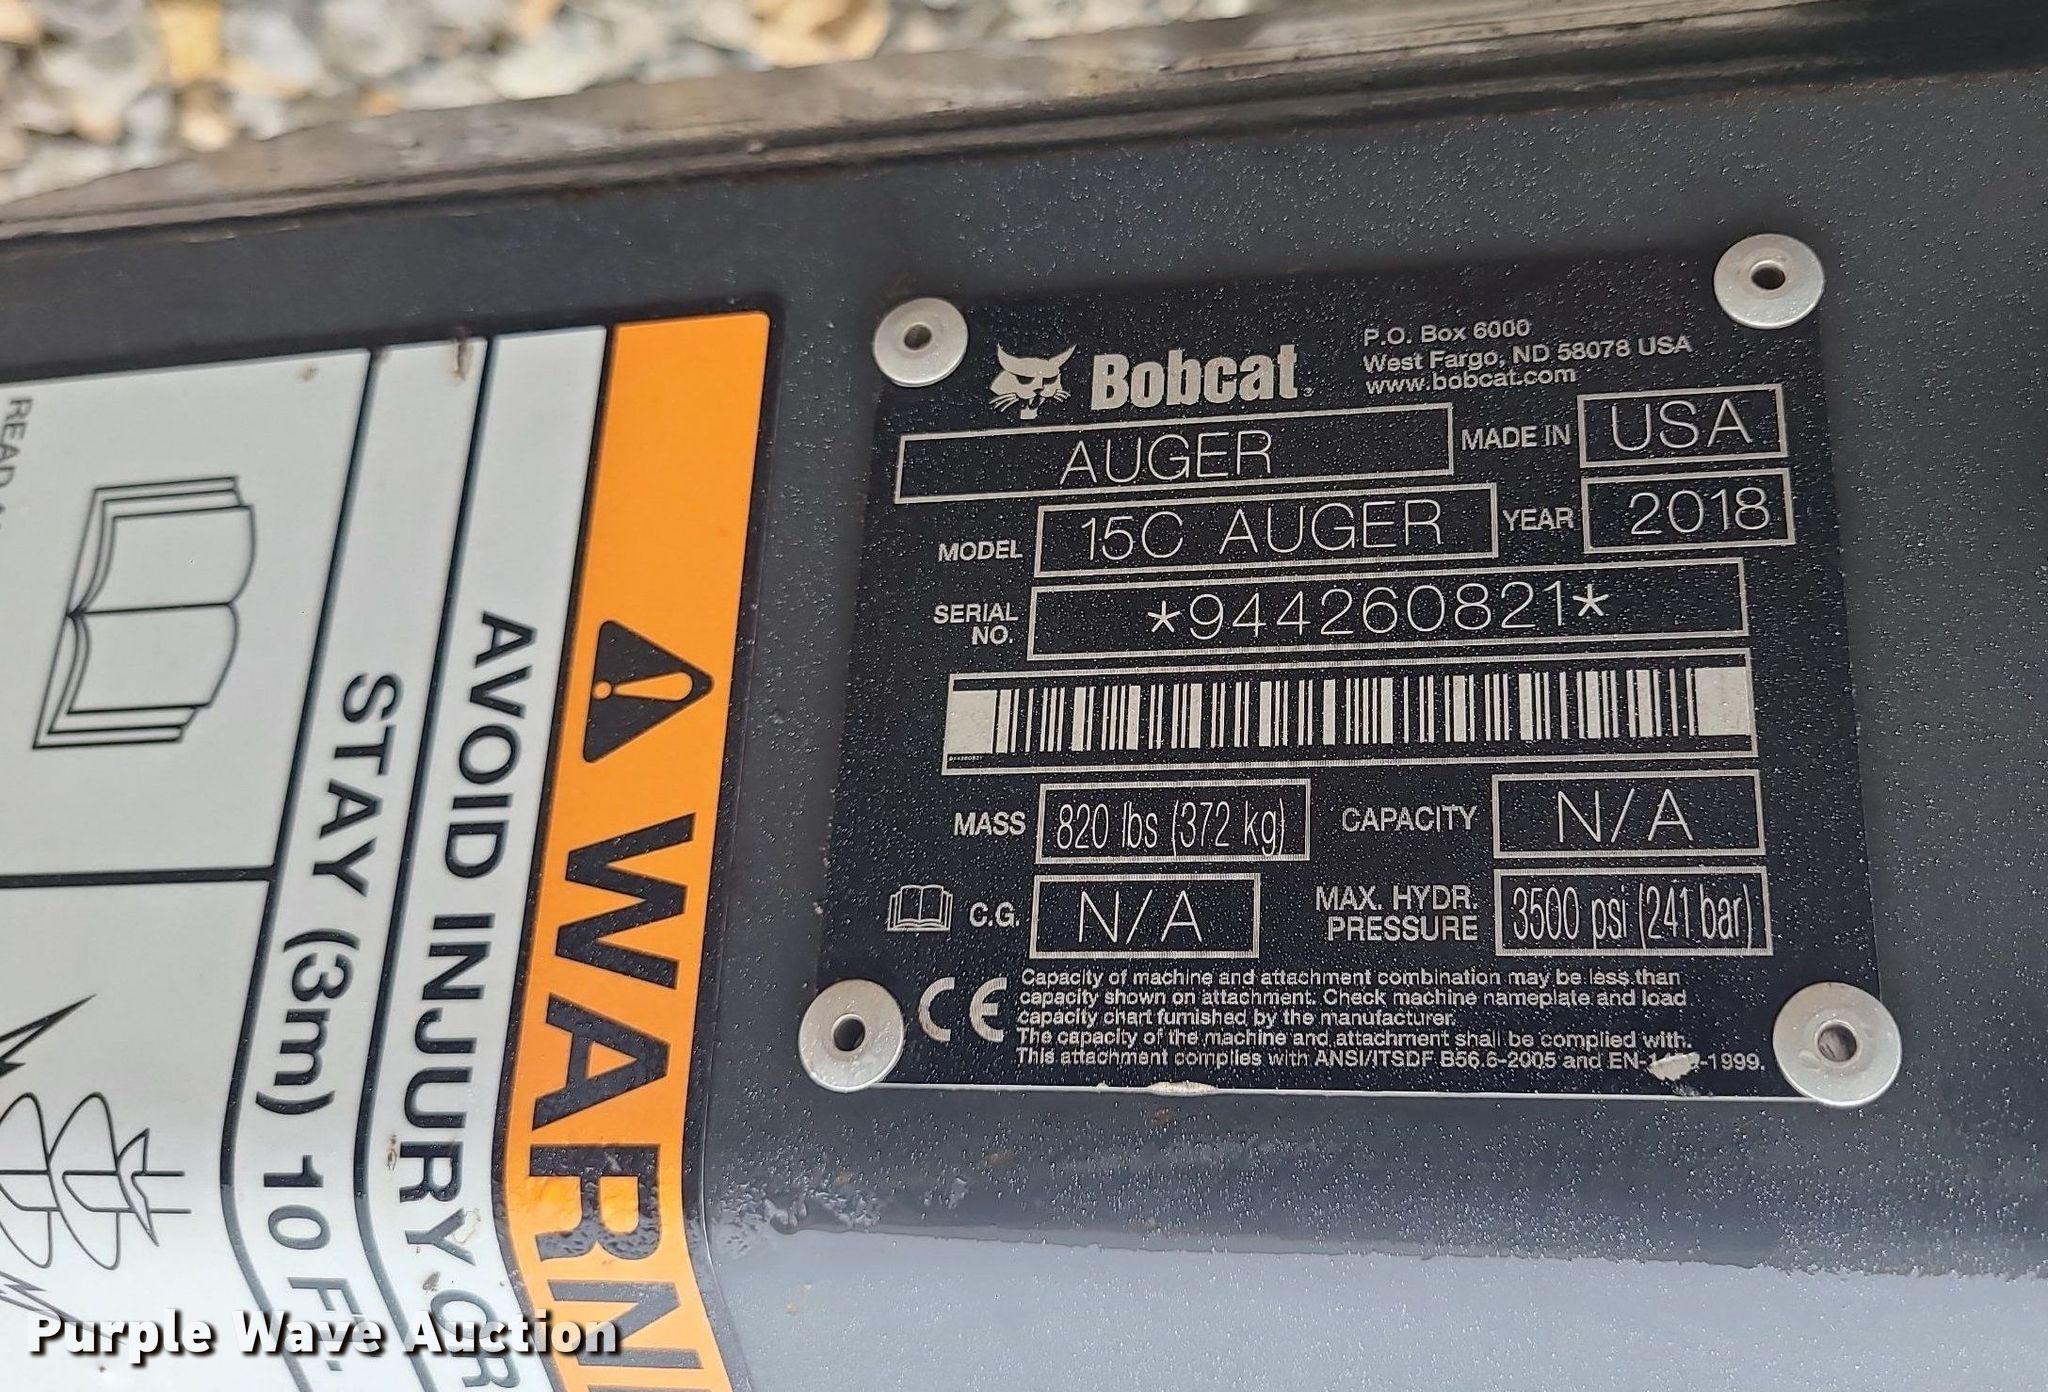 Bobcat
P.O. Box 6000
West Fargo, ND 58078 USA
www.bobcat.com
AUGER
MADE IN USA
MODEL 15C AUGER
YEAR 2018
SERIAL NO. *944260821*
MASS 820 lbs (372 kg)
CAPACITY N/A
C.G. N/A
MAX. HYDR. PRESSURE 3500 psi (241 bar)
CE
Capacity of machine and attachment combination may be less than
capacity shown on attachment. Check machine nameplate and load
capacity chart furnished by the manufacturer.
The capacity of the machine and attachment shall be complied with.
This attachment complies with ANSI/ITSDF B56.6-2005 and
AVOID INJURY OR
STAY (3m) 10 FT.
READ
Purple Wave Auction